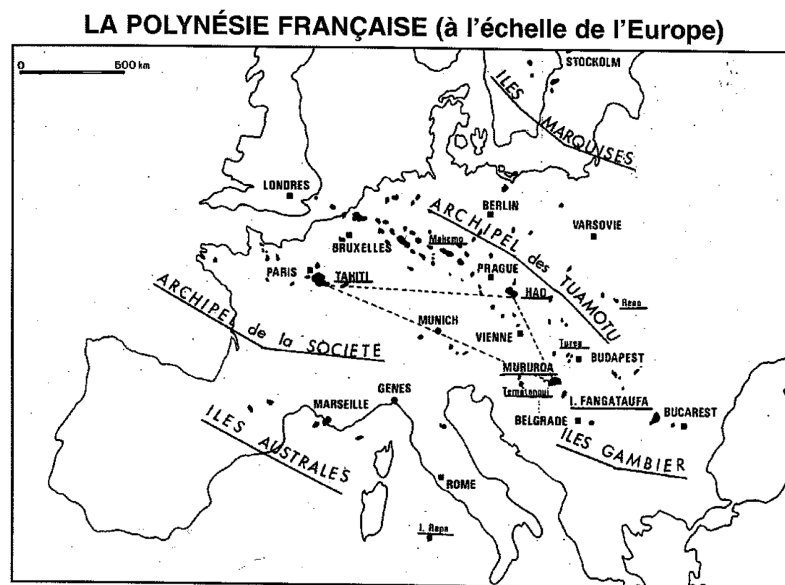 LA POLYNÉSIE FRANÇAISE (à l'échelle de l'Europe)
0 500 km
STOCKOLM
ILES MARQUISES
LONDRES
BERLIN
VARSOVIE
ARCHIPEL des TUAMOTU
BRUXELLES
Makemo
PARIS
TAHITI
PRAGUE
HAO
Reao
ARCHIPEL de la SOCIETÉ
MUNICH
VIENNE
Tureia
BUDAPEST
MURUROA
Tematangui
I. FANGATAUFA
GENES
MARSEILLE
BELGRADE
BUCAREST
ILES AUSTRALES
ILES GAMBIER
ROME
I. Rapa